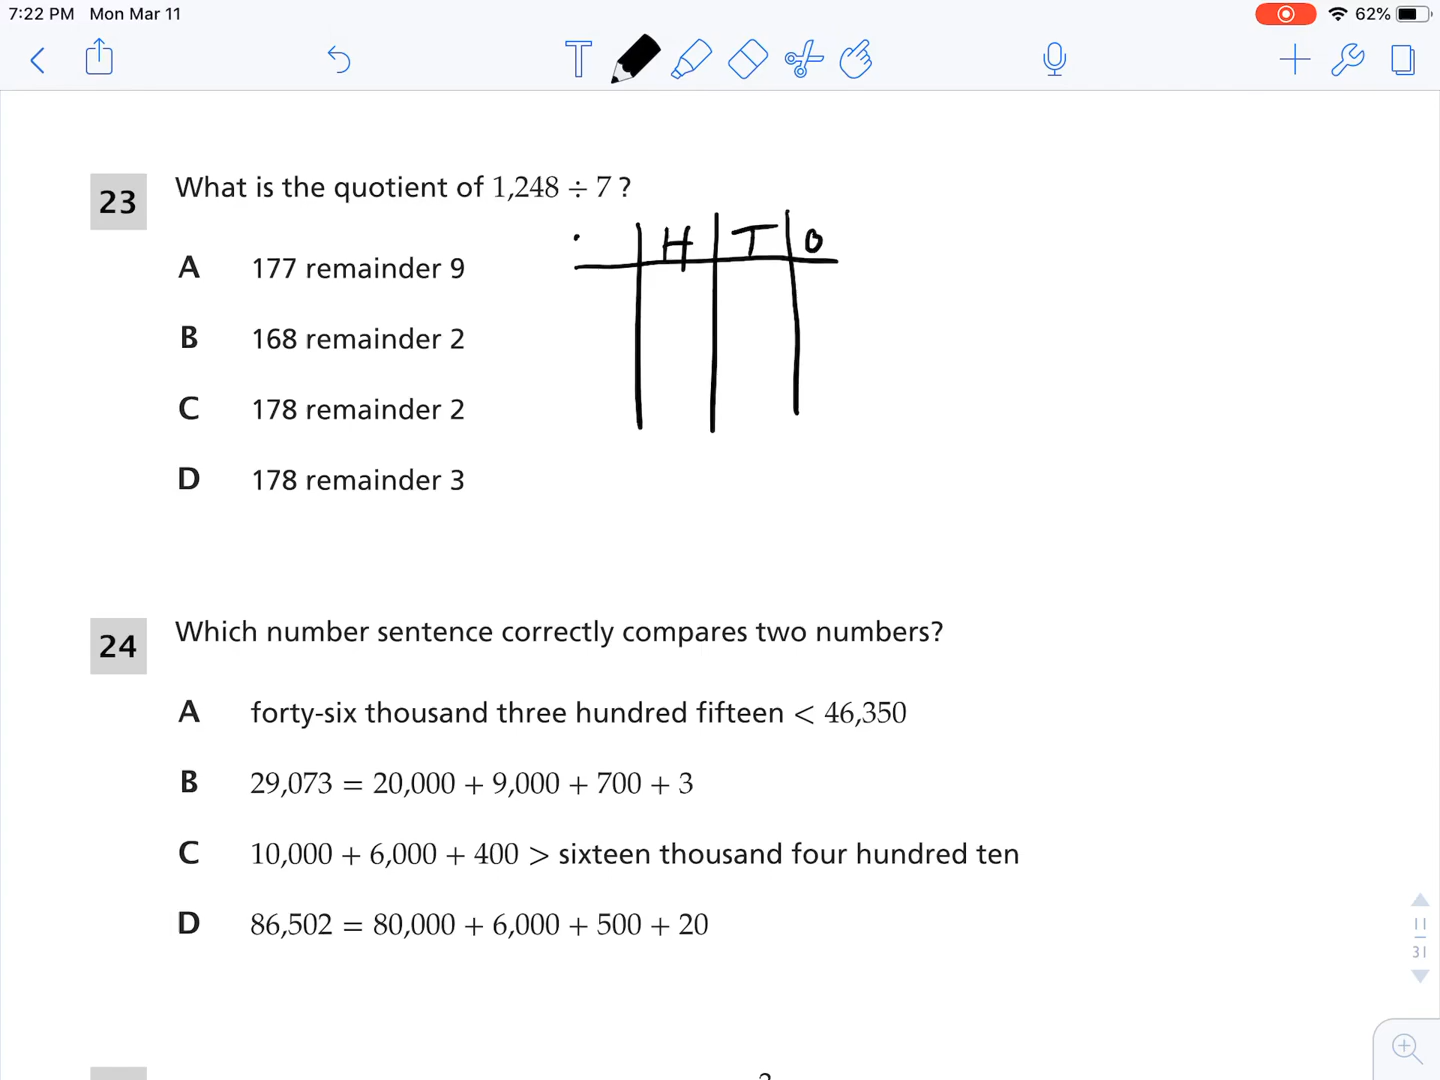 7:22 PM Mon Mar 11
62%
T
23
What is the quotient of 1,248 ÷ 7 ?
H T O
A 177 remainder 9
B 168 remainder 2
C 178 remainder 2
D 178 remainder 3
24
Which number sentence correctly compares two numbers?
A forty-six thousand three hundred fifteen < 46,350
B 29,073 = 20,000 + 9,000 + 700 + 3
C 10,000 + 6,000 + 400 > sixteen thousand four hundred ten
D 86,502 = 80,000 + 6,000 + 500 + 20
11
31